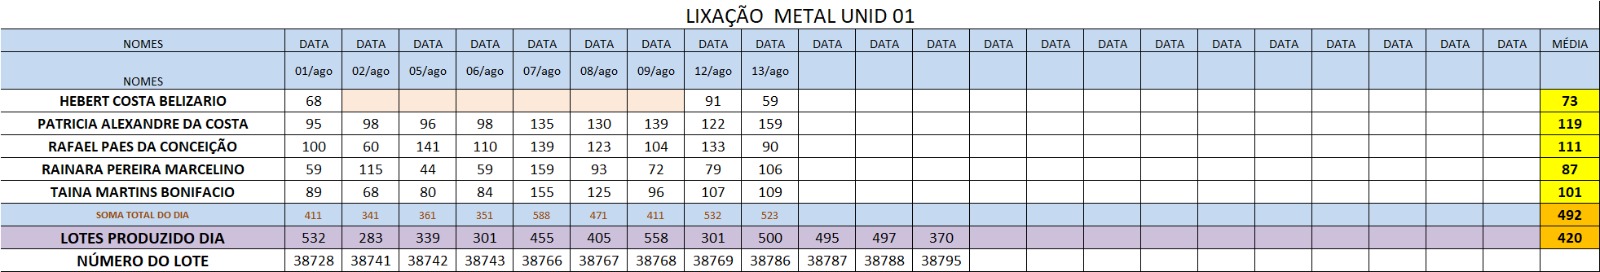 LIXAÇÃO METAL UNID 01
NOMES DATA DATA DATA DATA DATA DATA DATA DATA DATA DATA DATA DATA DATA DATA DATA DATA DATA DATA DATA DATA DATA DATA MÉDIA
NOMES 01/ago 02/ago 05/ago 06/ago 07/ago 08/ago 09/ago 12/ago 13/ago
HEBERT COSTA BELIZARIO 68 91 59 73
PATRICIA ALEXANDRE DA COSTA 95 98 96 98 135 130 139 122 159 119
RAFAEL PAES DA CONCEIÇÃO 100 60 141 110 139 123 104 133 90 111
RAINARA PEREIRA MARCELINO 59 115 44 59 159 93 72 79 106 87
TAINA MARTINS BONIFACIO 89 68 80 84 155 125 96 107 109 101
SOMA TOTAL DO DIA 411 341 361 351 588 471 411 532 523 492
LOTES PRODUZIDO DIA 532 283 339 301 455 405 558 301 500 495 497 370 420
NÚMERO DO LOTE 38728 38741 38742 38743 38766 38767 38768 38769 38786 38787 38788 38795